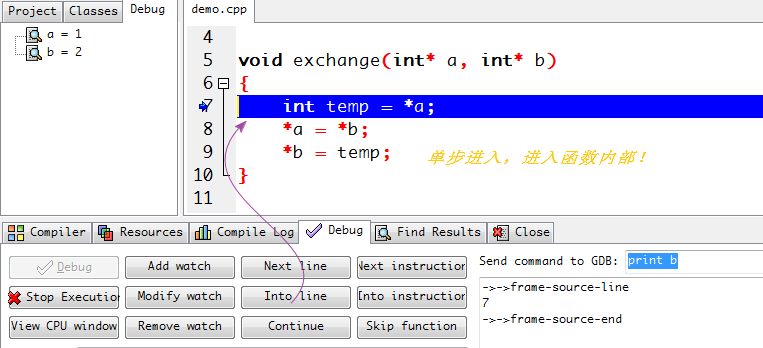 Project Classes Debug demo.cpp
a = 1
b = 2
4
5 void exchange(int* a, int* b)
6 {
7 int temp = *a;
8 *a = *b;
9 *b = temp;
10 }
11
单步进入，进入函数内部！
Compiler Resources Compile Log Debug Find Results Close
Debug Add watch Next line Next instruction
Stop Execution Modify watch Into line Into instruction
View CPU window Remove watch Continue Skip function
Send command to GDB: print b
->->frame-source-line
7
->->frame-source-end